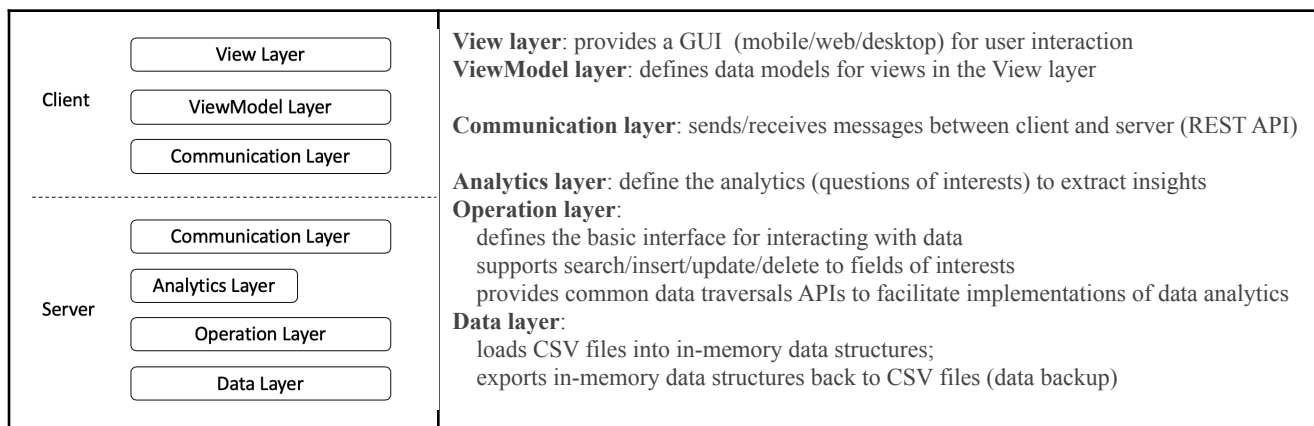 View Layer
Client
ViewModel Layer
Communication Layer
Communication Layer
Analytics Layer
Server
Operation Layer
Data Layer
View layer: provides a GUI (mobile/web/desktop) for user interaction
ViewModel layer: defines data models for views in the View layer
Communication layer: sends/receives messages between client and server (REST API)
Analytics layer: define the analytics (questions of interests) to extract insights
Operation layer:
defines the basic interface for interacting with data
supports search/insert/update/delete to fields of interests
provides common data traversals APIs to facilitate implementations of data analytics
Data layer:
loads CSV files into in-memory data structures;
exports in-memory data structures back to CSV files (data backup)